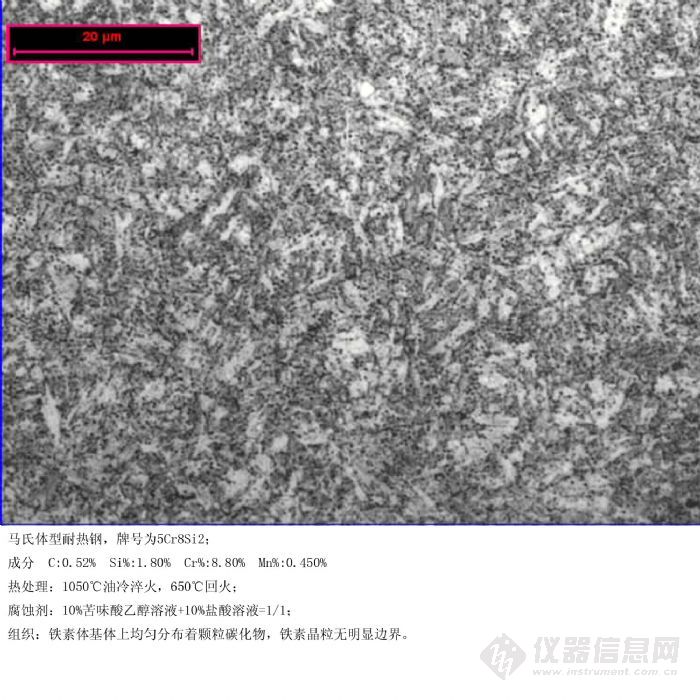 20 μm
马氏体型耐热钢，牌号为5Cr8Si2；
成分 C:0.52% Si%:1.80% Cr%:8.80% Mn%:0.450%
热处理：1050℃油冷淬火，650℃回火；
腐蚀剂：10%苦味酸乙醇溶液+10%盐酸溶液=1/1；
组织：铁素体基体上均匀分布着颗粒碳化物，铁素晶粒无明显边界。
仪器信息网
www.instrument.com.cn